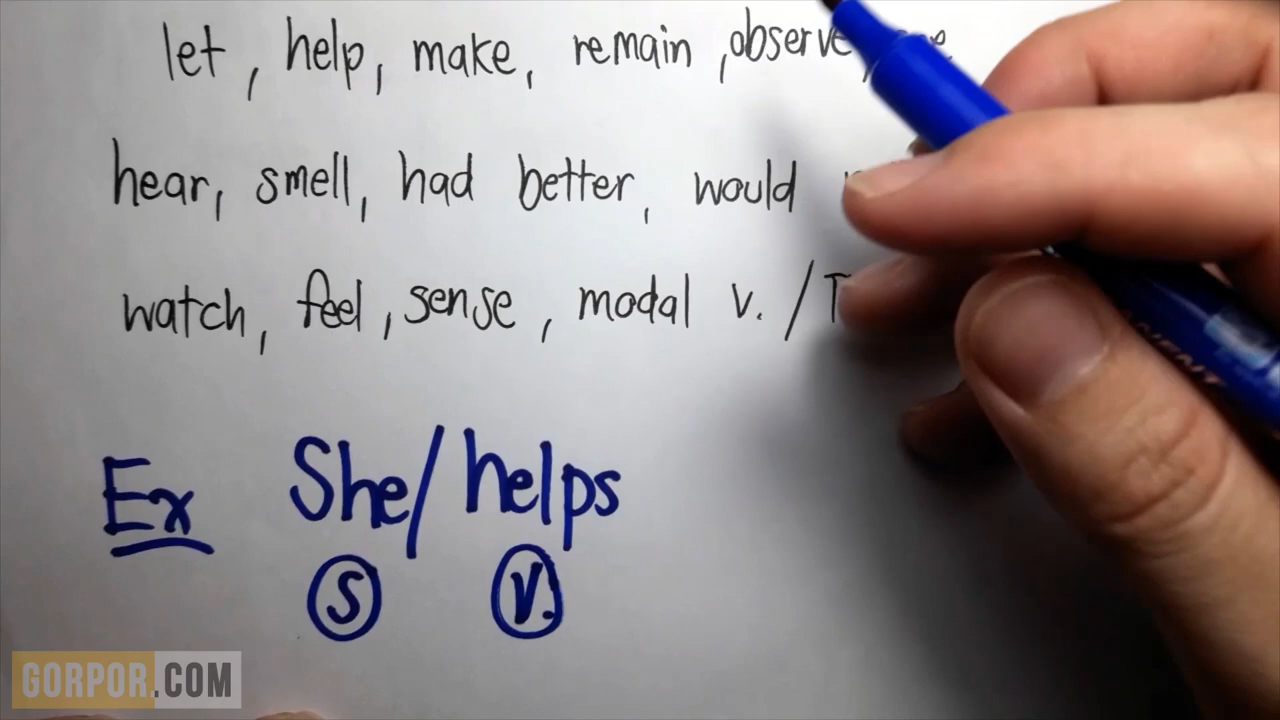 let, help, make, remain, observe,
hear, smell, had better, would
watch, feel, sense, modal v. / T
Ex She/ helps
S V.
GORPOR.COM